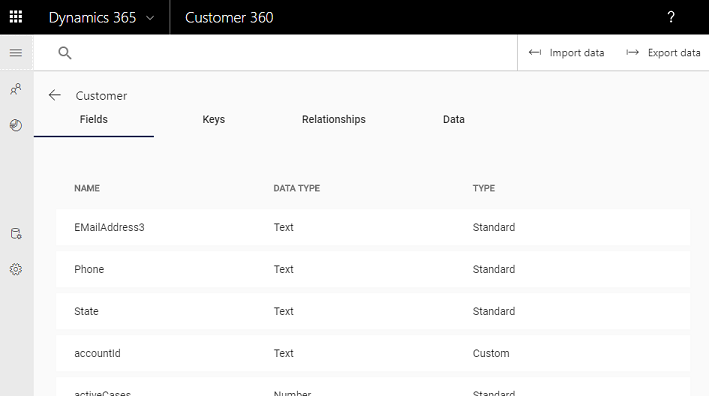 Dynamics 365 Customer 360 ?
Import data Export data
Customer
Fields Keys Relationships Data
NAME DATA TYPE TYPE
EMailAddress3 Text Standard
Phone Text Standard
State Text Standard
accountId Text Custom
activeCases Number Standard